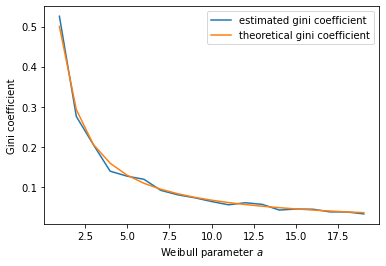 estimated gini coefficient
theoretical gini coefficient
0.5
0.4
0.3
0.2
0.1
Gini coefficient
2.5 5.0 7.5 10.0 12.5 15.0 17.5
Weibull parameter a